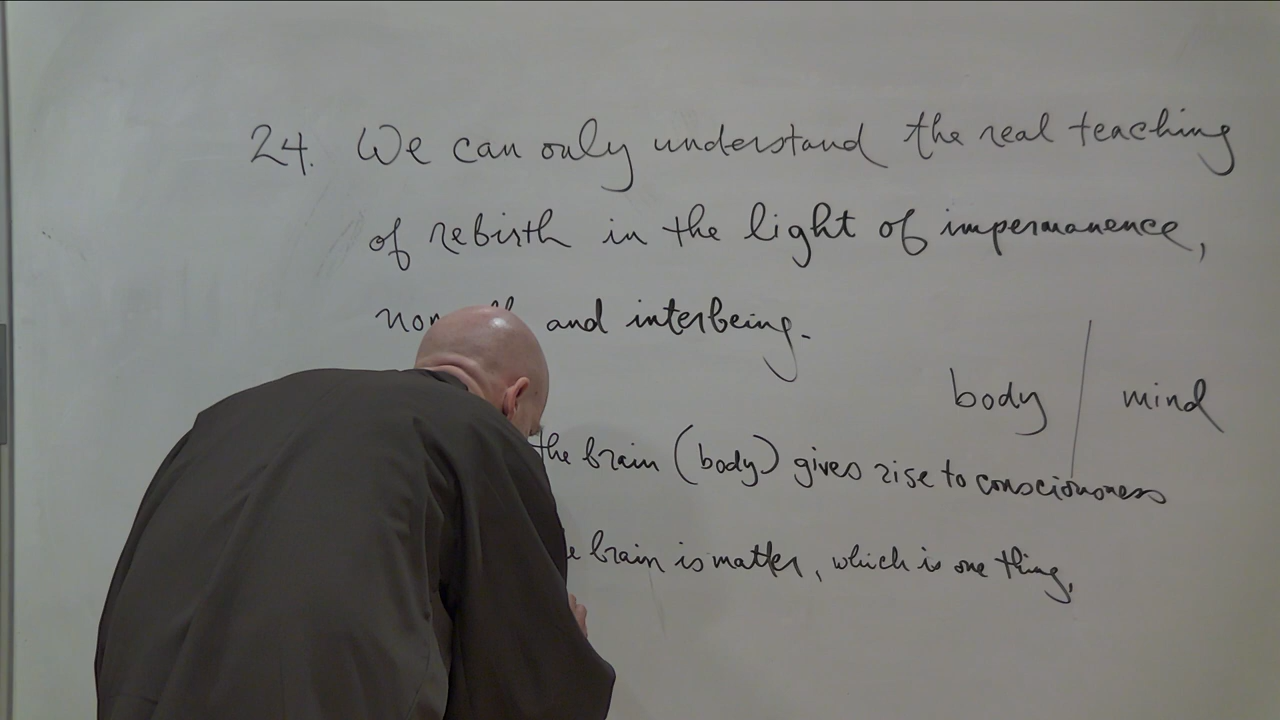 24. We can only understand the real teaching
of rebirth in the light of impermanence,
and interbeing.
body | mind
the brain (body) gives rise to consciousness
brain is matter, which is one thing,